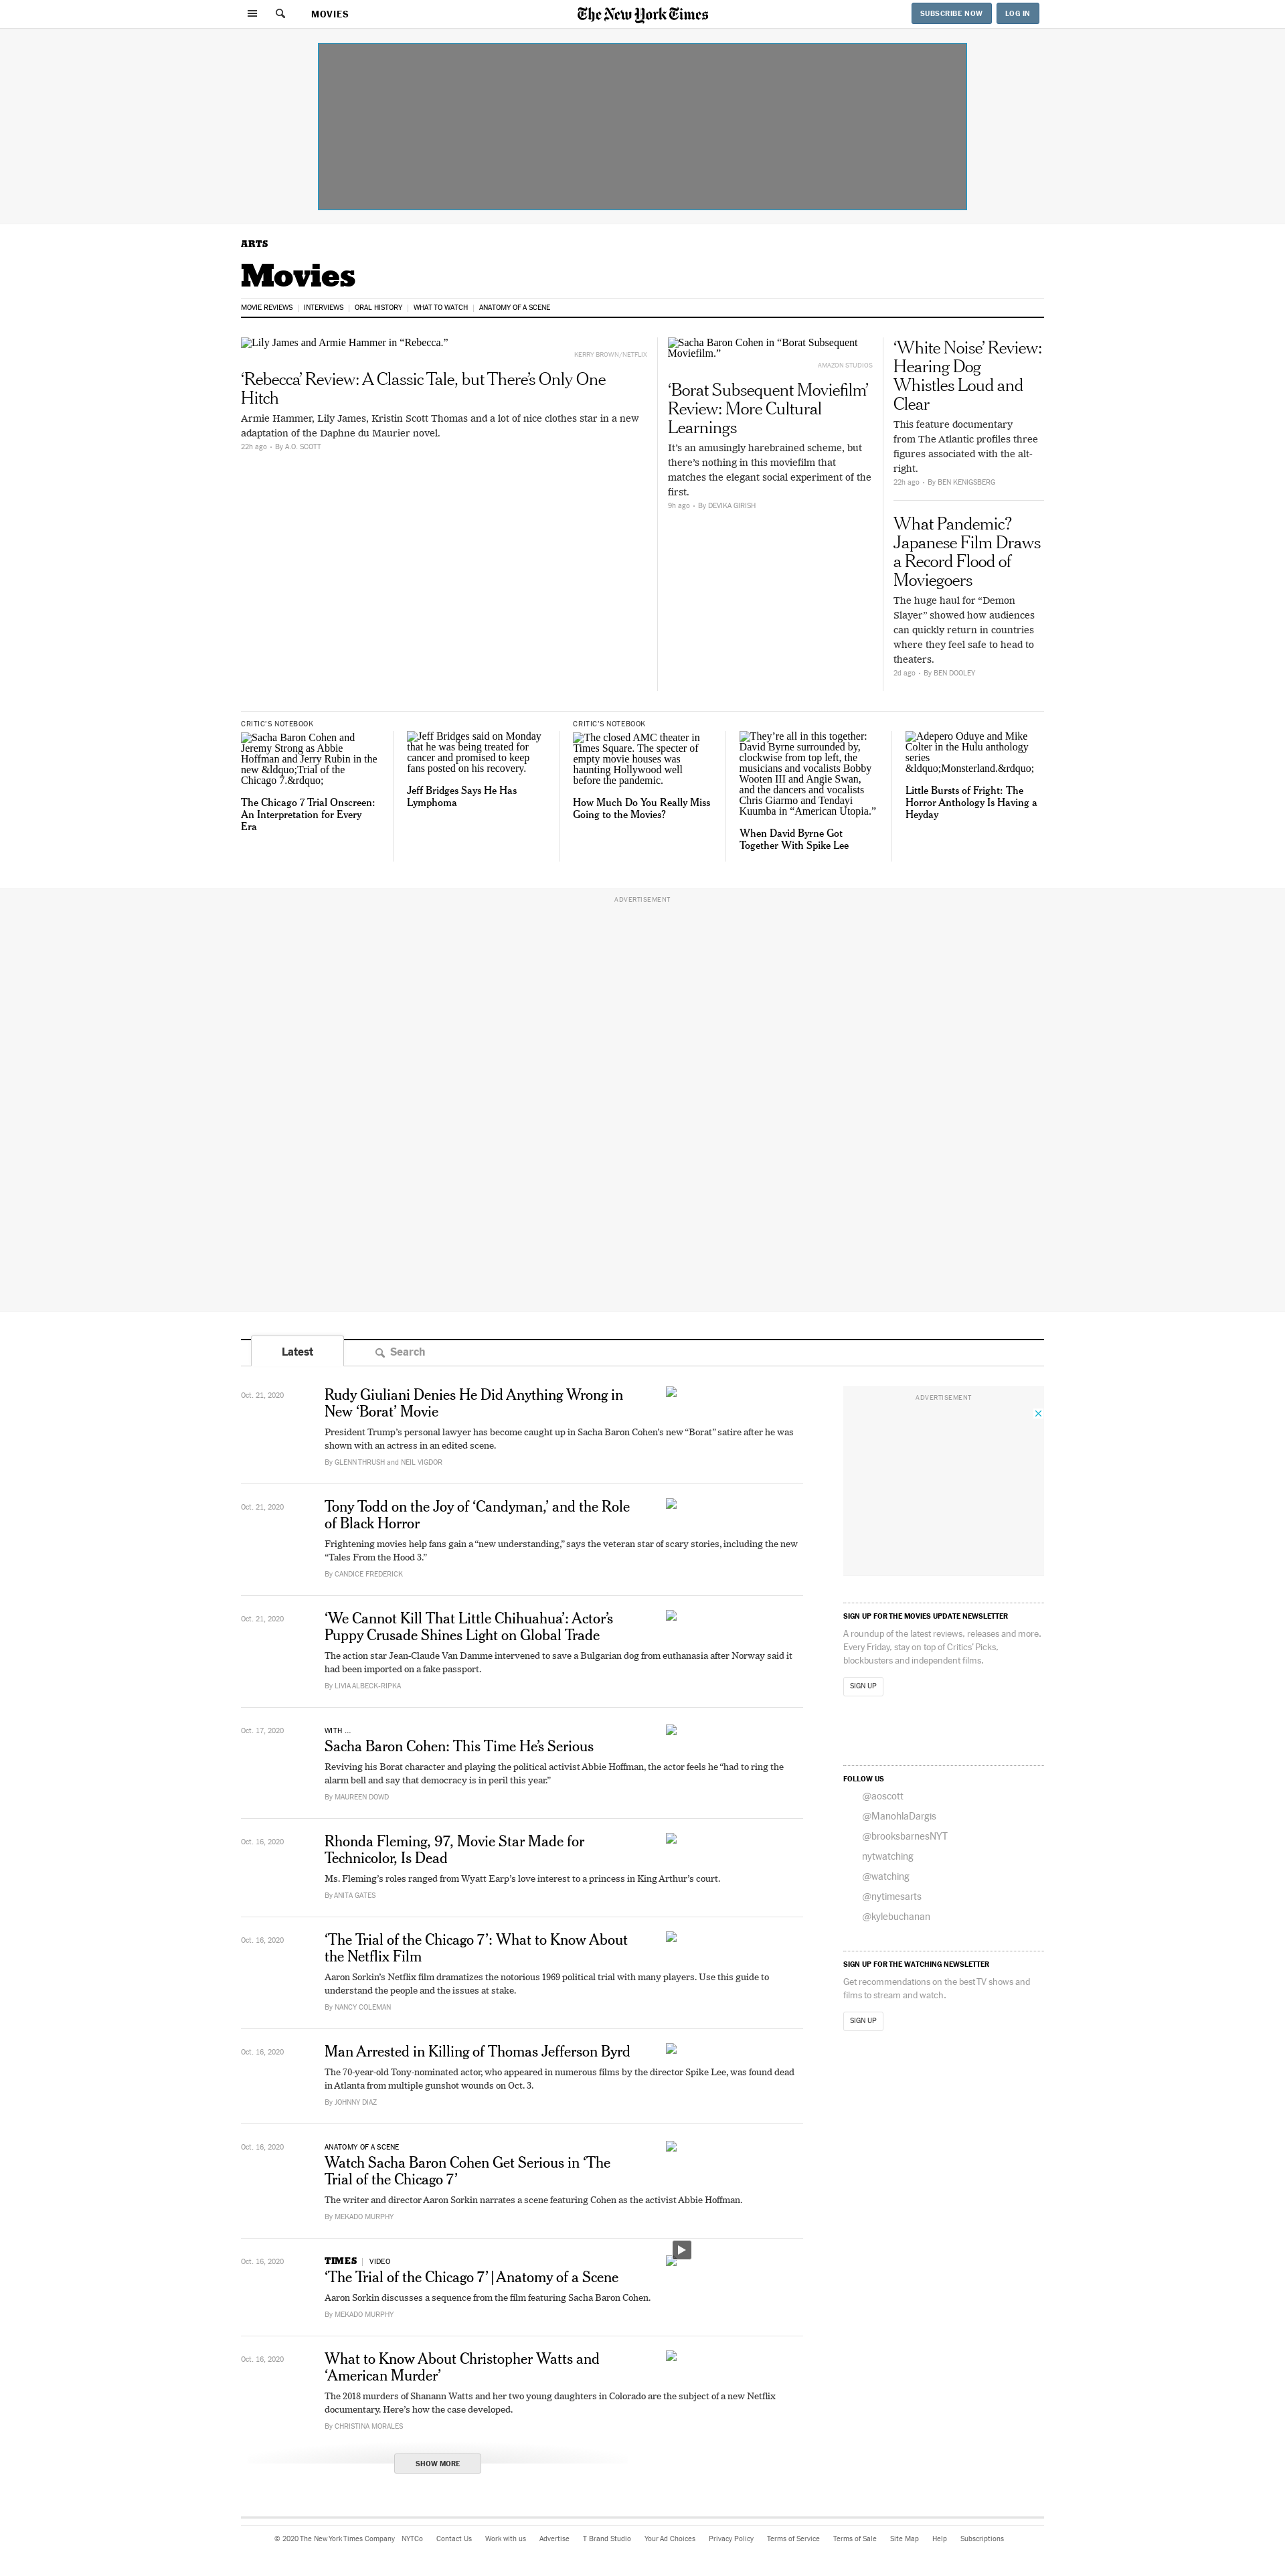 MOVIES
The New York Times
SUBSCRIBE NOW
LOG IN
ARTS
Movies
MOVIE REVIEWS
INTERVIEWS
ORAL HISTORY
WHAT TO WATCH
ANATOMY OF A SCENE
Lily James and Armie Hammer in “Rebecca.”
KERRY BROWN/NETFLIX
‘Rebecca’ Review: A Classic Tale, but There’s Only One
Hitch
Armie Hammer, Lily James, Kristin Scott Thomas and a lot of nice clothes star in a new
adaptation of the Daphne du Maurier novel.
22h ago • By A.O. SCOTT
Sacha Baron Cohen in “Borat Subsequent
Moviefilm.”
AMAZON STUDIOS
‘Borat Subsequent Moviefilm’
Review: More Cultural
Learnings
It’s an amusingly harebrained scheme, but
there’s nothing in this moviefilm that
matches the elegant social experiment of the
first.
9h ago • By DEVIKA GIRISH
‘White Noise’ Review:
Hearing Dog
Whistles Loud and
Clear
This feature documentary
from The Atlantic profiles three
figures associated with the alt-
right.
22h ago • By BEN KENIGSBERG
What Pandemic?
Japanese Film Draws
a Record Flood of
Moviegoers
The huge haul for “Demon
Slayer” showed how audiences
can quickly return in countries
where they feel safe to head to
theaters.
2d ago • By BEN DOOLEY
CRITIC’S NOTEBOOK
Sacha Baron Cohen and
Jeremy Strong as Abbie
Hoffman and Jerry Rubin in the
new &ldquo;Trial of the
Chicago 7.&rdquo;
The Chicago 7 Trial Onscreen:
An Interpretation for Every
Era
Jeff Bridges said on Monday
that he was being treated for
cancer and promised to keep
fans posted on his recovery.
Jeff Bridges Says He Has
Lymphoma
CRITIC’S NOTEBOOK
The closed AMC theater in
Times Square. The specter of
empty movie houses was
haunting Hollywood well
before the pandemic.
How Much Do You Really Miss
Going to the Movies?
They’re all in this together:
David Byrne surrounded by,
clockwise from top left, the
musicians and vocalists Bobby
Wooten III and Angie Swan,
and the dancers and vocalists
Chris Giarmo and Tendayi
Kuumba in “American Utopia.”
When David Byrne Got
Together With Spike Lee
Adepero Oduye and Mike
Colter in the Hulu anthology
series
&ldquo;Monsterland.&rdquo;
Little Bursts of Fright: The
Horror Anthology Is Having a
Heyday
ADVERTISEMENT
Latest
Search
Oct. 21, 2020
Rudy Giuliani Denies He Did Anything Wrong in
New ‘Borat’ Movie
President Trump’s personal lawyer has become caught up in Sacha Baron Cohen’s new “Borat” satire after he was
shown with an actress in an edited scene.
By GLENN THRUSH and NEIL VIGDOR
Oct. 21, 2020
Tony Todd on the Joy of ‘Candyman,’ and the Role
of Black Horror
Frightening movies help fans gain a “new understanding,” says the veteran star of scary stories, including the new
“Tales From the Hood 3.”
By CANDICE FREDERICK
Oct. 21, 2020
‘We Cannot Kill That Little Chihuahua’: Actor’s
Puppy Crusade Shines Light on Global Trade
The action star Jean-Claude Van Damme intervened to save a Bulgarian dog from euthanasia after Norway said it
had been imported on a fake passport.
By LIVIA ALBECK-RIPKA
Oct. 17, 2020
WITH …
Sacha Baron Cohen: This Time He’s Serious
Reviving his Borat character and playing the political activist Abbie Hoffman, the actor feels he “had to ring the
alarm bell and say that democracy is in peril this year.”
By MAUREEN DOWD
Oct. 16, 2020
Rhonda Fleming, 97, Movie Star Made for
Technicolor, Is Dead
Ms. Fleming’s roles ranged from Wyatt Earp’s love interest to a princess in King Arthur’s court.
By ANITA GATES
Oct. 16, 2020
‘The Trial of the Chicago 7’: What to Know About
the Netflix Film
Aaron Sorkin’s Netflix film dramatizes the notorious 1969 political trial with many players. Use this guide to
understand the people and the issues at stake.
By NANCY COLEMAN
Oct. 16, 2020
Man Arrested in Killing of Thomas Jefferson Byrd
The 70-year-old Tony-nominated actor, who appeared in numerous films by the director Spike Lee, was found dead
in Atlanta from multiple gunshot wounds on Oct. 3.
By JOHNNY DIAZ
Oct. 16, 2020
ANATOMY OF A SCENE
Watch Sacha Baron Cohen Get Serious in ‘The
Trial of the Chicago 7’
The writer and director Aaron Sorkin narrates a scene featuring Cohen as the activist Abbie Hoffman.
By MEKADO MURPHY
Oct. 16, 2020
TIMES | VIDEO
‘The Trial of the Chicago 7’ | Anatomy of a Scene
Aaron Sorkin discusses a sequence from the film featuring Sacha Baron Cohen.
By MEKADO MURPHY
Oct. 16, 2020
What to Know About Christopher Watts and
‘American Murder’
The 2018 murders of Shanann Watts and her two young daughters in Colorado are the subject of a new Netflix
documentary. Here’s how the case developed.
By CHRISTINA MORALES
SHOW MORE
ADVERTISEMENT
SIGN UP FOR THE MOVIES UPDATE NEWSLETTER
A roundup of the latest reviews, releases and more.
Every Friday, stay on top of Critics’ Picks,
blockbusters and independent films.
SIGN UP
FOLLOW US
@aoscott
@ManohlaDargis
@brooksbarnesNYT
nytwatching
@watching
@nytimesarts
@kylebuchanan
SIGN UP FOR THE WATCHING NEWSLETTER
Get recommendations on the best TV shows and
films to stream and watch.
SIGN UP
© 2020 The New York Times Company NYTCo Contact Us Work with us Advertise T Brand Studio Your Ad Choices Privacy Policy Terms of Service Terms of Sale Site Map Help Subscriptions